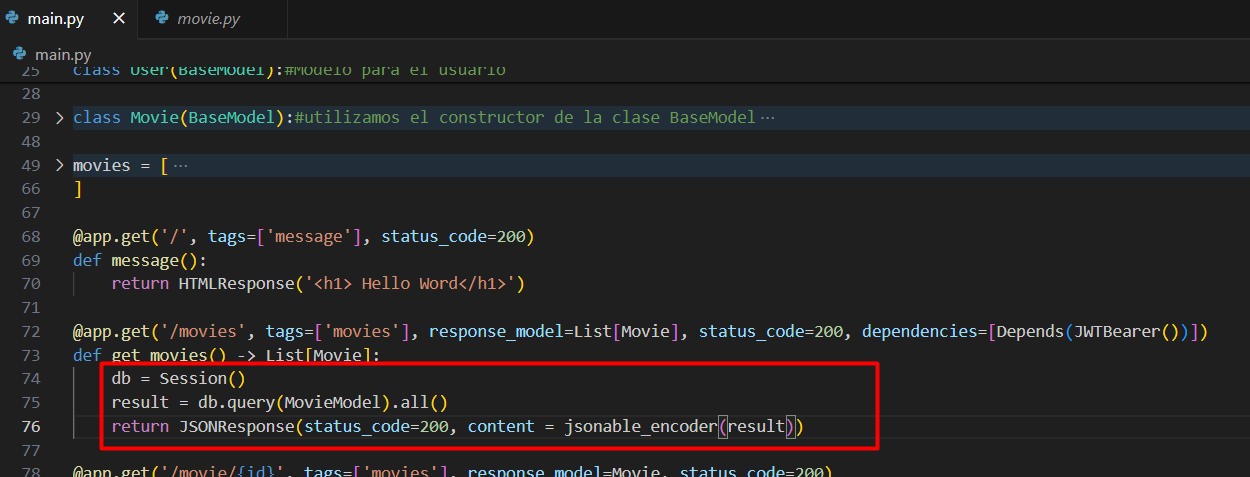 main.py movie.py
main.py
25 class User(BaseModel):#Modelo para el usuario
28
29 class Movie(BaseModel):#utilizamos el constructor de la clase BaseModel···
48
49 movies = [···
66 ]
67
68 @app.get('/', tags=['message'], status_code=200)
69 def message():
70 return HTMLResponse('<h1> Hello Word</h1>')
71
72 @app.get('/movies', tags=['movies'], response_model=List[Movie], status_code=200, dependencies=[Depends(JWTBearer())])
73 def get_movies() -> List[Movie]:
74 db = Session()
75 result = db.query(MovieModel).all()
76 return JSONResponse(status_code=200, content = jsonable_encoder(result))
77
78 @app.get('/movie/{id}', tags=['movies'], response_model=Movie, status_code=200)